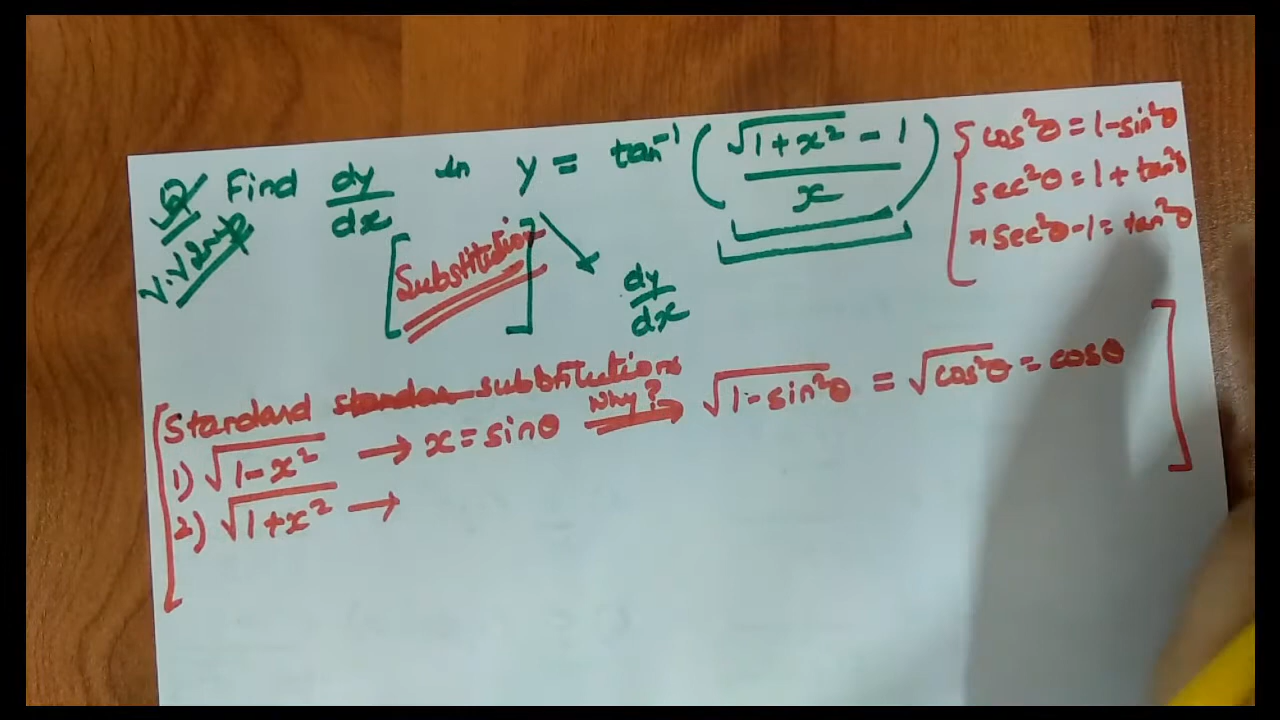 Q Find dy/dx in y = tan⁻¹ ( (√(1+x²) - 1) / x )
V.V Imp
[Substitution]
dy/dx
cos²θ = 1-sin²θ
sec²θ = 1 + tan²θ
sec²θ-1 = tan²θ
Standard standar substitutions
1) √(1-x²) → x = sinθ Why? → √(1-sin²θ) = √(cos²θ) = cosθ
2) √(1+x²) →